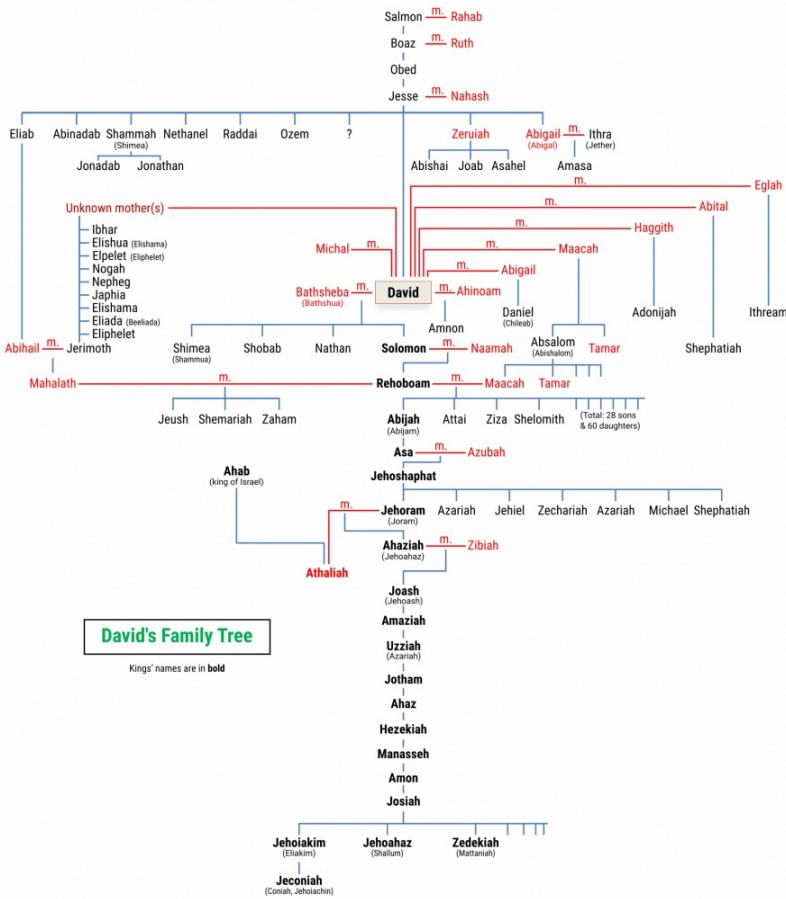 Salmon m. Rahab
Boaz m. Ruth
Obed
Jesse m. Nahash
Eliab Abinadab Shammah Nethanel Raddai Ozem ? Zeruiah Abigail m. Ithra
(Shimea) (Abigal) (Jether)
Jonadab Jonathan Abishai Joab Asahel Amasa
m. Eglah
Unknown mother(s) m. Abital
Ibhar m. Haggith
Elishua (Elishama)
Michal m. m. Maacah
Elpelet (Eliphelet)
Nogah m. Abigail
Nepheg
Bathsheba m. David m. Ahinoam
(Bathshua)
Japhia
Elishama Daniel Adonijah Ithream
(Chileab)
Eliada (Beeliada) Amnon
Eliphelet
Abihail m. Jerimoth Shimea Shobab Nathan Solomon m. Naamah Absalom Tamar Shephatiah
(Shammua) (Abishalom)
Mahalath m. Rehoboam m. Maacah Tamar
Jeush Shemariah Zaham Abijah Attai Ziza Shelomith (Total: 28 sons
(Abijam) & 60 daughters)
Asa m. Azubah
Ahab Jehoshaphat
(king of Israel)
m. Jehoram Azariah Jehiel Zechariah Azariah Michael Shephatiah
(Joram)
Ahaziah m. Zibiah
(Jehoahaz)
Athaliah
Joash
(Jehoash)
Amaziah
David's Family Tree
Uzziah
(Azariah)
Kings' names are in bold
Jotham
Ahaz
Hezekiah
Manasseh
Amon
Josiah
Jehoiakim Jehoahaz Zedekiah
(Eliakim) (Shallum) (Mattaniah)
Jeconiah
(Coniah, Jehoiachin)